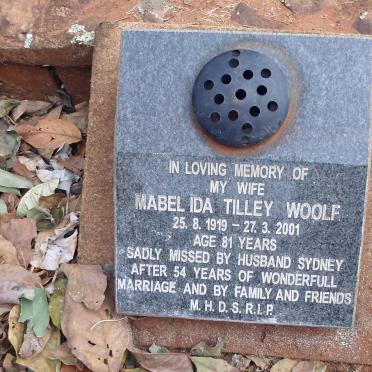 IN LOVING MEMORY OF
MY WIFE
MABEL IDA TILLEY WOOLF
25. 8. 1919 - 27. 3. 2001
AGE 81 YEARS
SADLY MISSED BY HUSBAND SYDNEY
AFTER 54 YEARS OF WONDERFULL
MARRIAGE AND BY FAMILY AND FRIENDS
M. H. D. S. R. I. P.